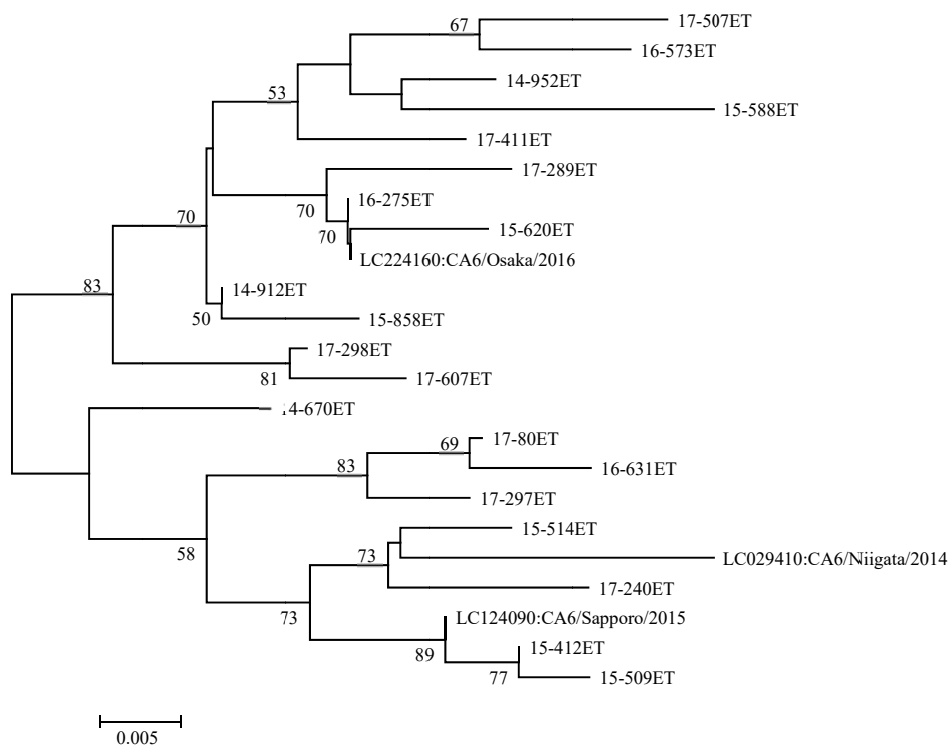 67
17-507ET
16-573ET
14-952ET
53
15-588ET
17-411ET
17-289ET
16-275ET
70
70
15-620ET
70
LC224160:CA6/Osaka/2016
83
14-912ET
50
15-858ET
17-298ET
81
17-607ET
14-670ET
17-80ET
69
83
16-631ET
17-297ET
15-514ET
58
73
LC029410:CA6/Niigata/2014
17-240ET
73
LC124090:CA6/Sapporo/2015
15-412ET
89
77
15-509ET
0.005